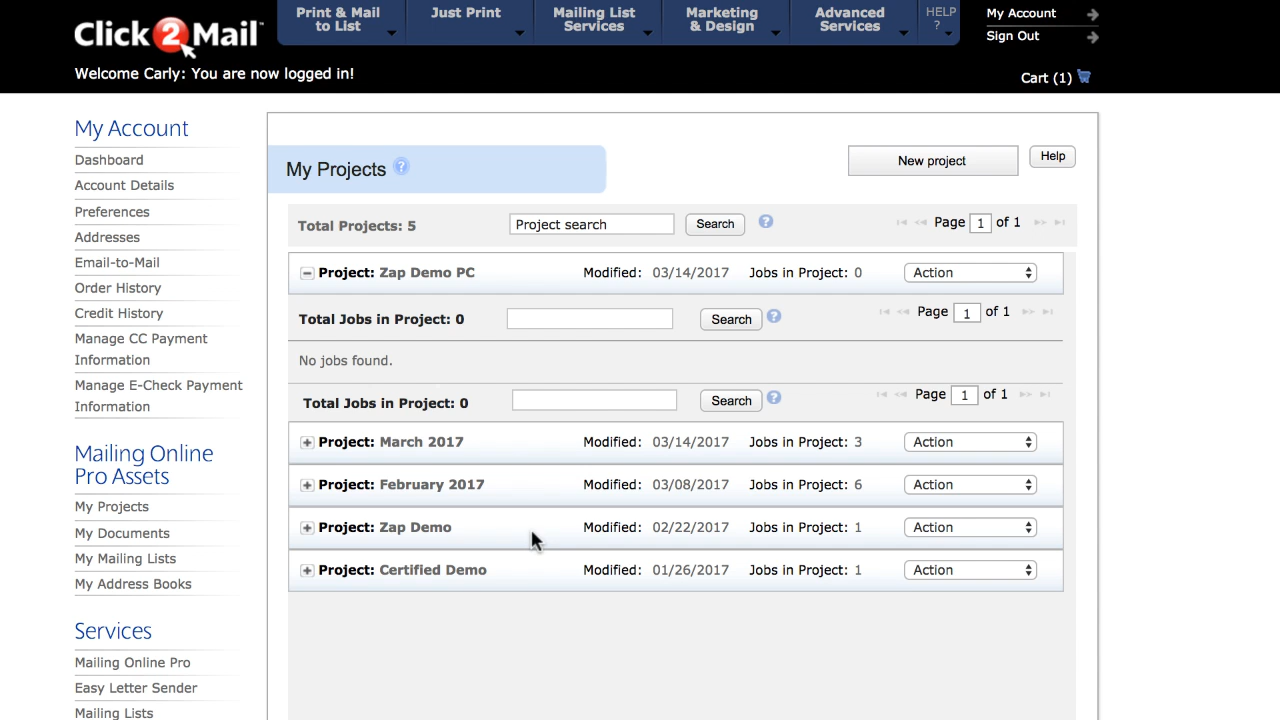 Click2Mail
Print & Mail to List
Just Print
Mailing List Services
Marketing & Design
Advanced Services
HELP ?
My Account
Sign Out
Welcome Carly: You are now logged in!
Cart (1)
My Account
Dashboard
Account Details
Preferences
Addresses
Email-to-Mail
Order History
Credit History
Manage CC Payment
Information
Manage E-Check Payment
Information
Mailing Online
Pro Assets
My Projects
My Documents
My Mailing Lists
My Address Books
Services
Mailing Online Pro
Easy Letter Sender
Mailing Lists
My Projects ?
New project
Help
Total Projects: 5 Project search Search ? Page 1 of 1
Project: Zap Demo PC Modified: 03/14/2017 Jobs in Project: 0 Action
Total Jobs in Project: 0 Search ? Page 1 of 1
No jobs found.
Total Jobs in Project: 0 Search ? Page 1 of 1
Project: March 2017 Modified: 03/14/2017 Jobs in Project: 3 Action
Project: February 2017 Modified: 03/08/2017 Jobs in Project: 6 Action
Project: Zap Demo Modified: 02/22/2017 Jobs in Project: 1 Action
Project: Certified Demo Modified: 01/26/2017 Jobs in Project: 1 Action